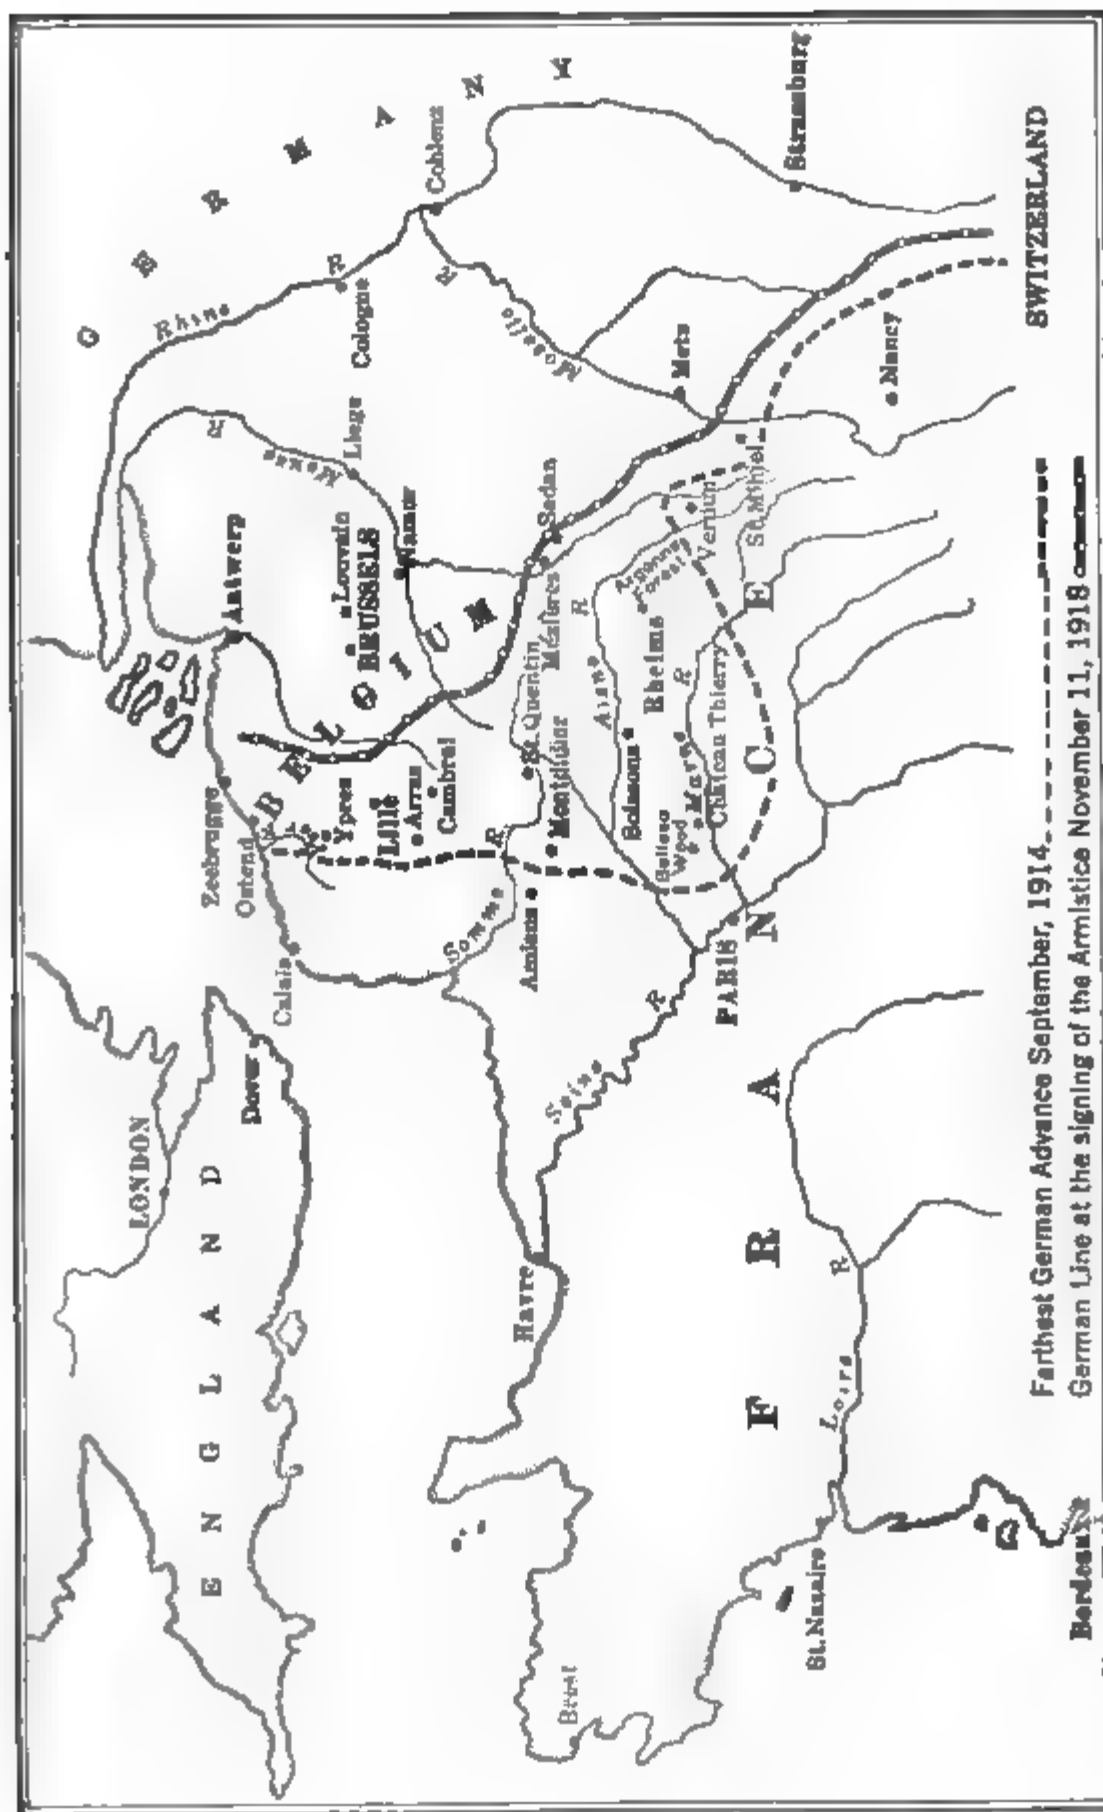 GERMANY
ENGLAND
LONDON
Dover
Calais
Ostend
Zeebrugge
Antwerp
Rhine
R
Meuse
R
BELGIUM
Ypres
Lille
Arras
Cambrai
BRUSSELS
Louvain
Namur
Liege
Cologne
Coblenz
Moselle
R
Havre
Somme
R
Amiens
Montdidier
St. Quentin
Mézières
Sedan
Brest
Seine
R
Aisne
R
Soissons
Rheims
Argonne
Forest
Verdun
St. Mihiel
Metz
Belleau
Wood
Marne
R
Château Thierry
PARIS
FRANCE
Nancy
Strassburg
St. Nazaire
Loire
R
SWITZERLAND
Farthest German Advance September, 1914
German Line at the signing of the Armistice November 11, 1918
Bordeaux